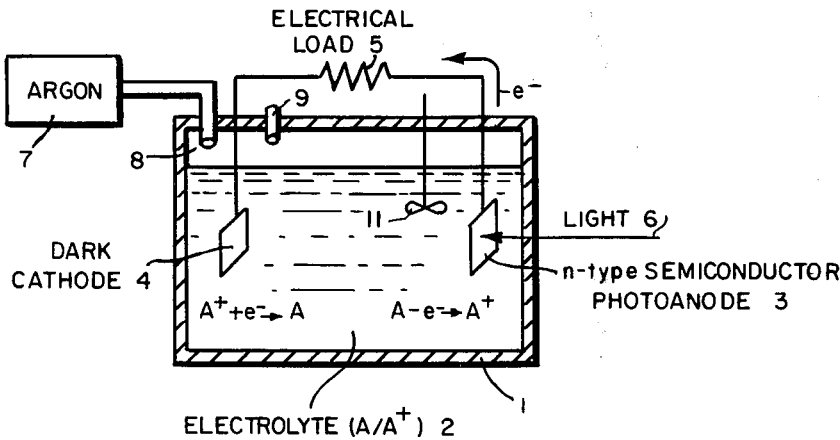 ELECTRICAL
LOAD 5
e⁻
ARGON
9
7
8
11
LIGHT 6
DARK
CATHODE 4
n-type SEMICONDUCTOR
PHOTOANODE 3
A⁺+e⁻→A
A-e⁻→A⁺
1
ELECTROLYTE (A/A⁺) 2